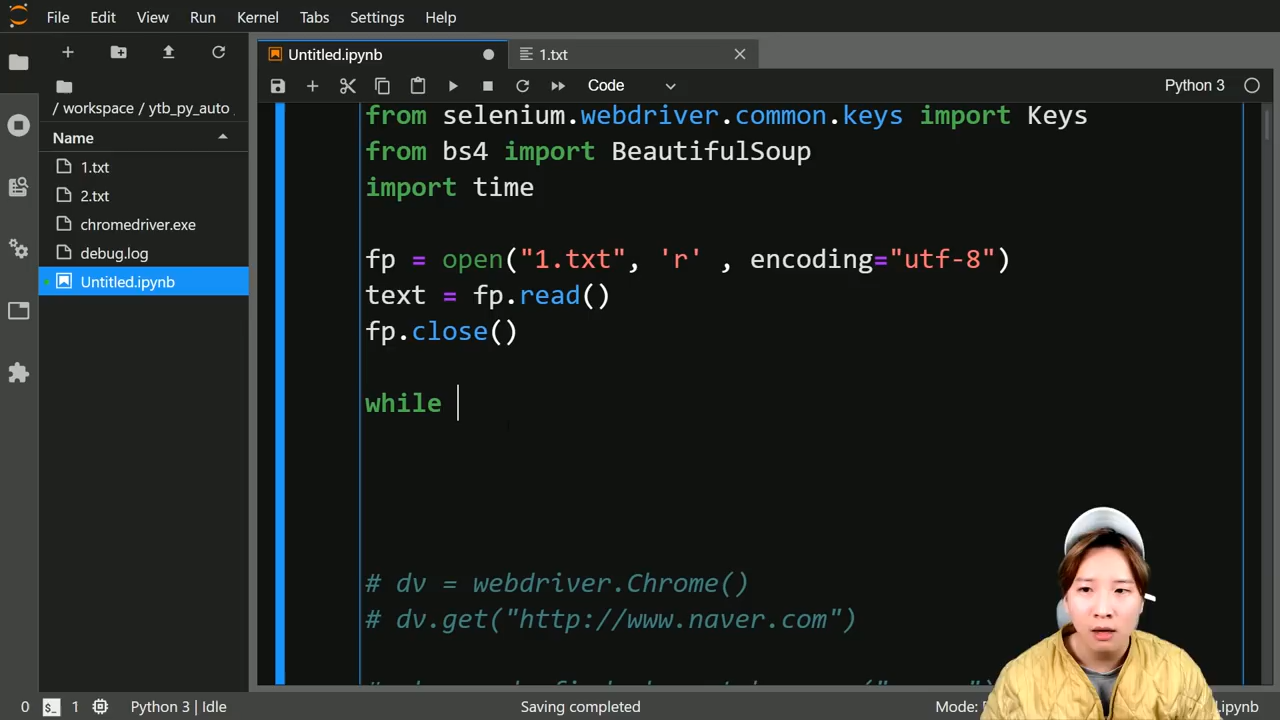 File Edit View Run Kernel Tabs Settings Help
Untitled.ipynb
1.txt
Code
Python 3
/ workspace / ytb_py_auto
Name
1.txt
2.txt
chromedriver.exe
debug.log
Untitled.ipynb
from selenium.webdriver.common.keys import Keys
from bs4 import BeautifulSoup
import time
fp = open("1.txt", 'r' , encoding="utf-8")
text = fp.read()
fp.close()
while
# dv = webdriver.Chrome()
# dv.get("http://www.naver.com")
0 $_ 1 Python 3 | Idle Saving completed Mode: .ipynb